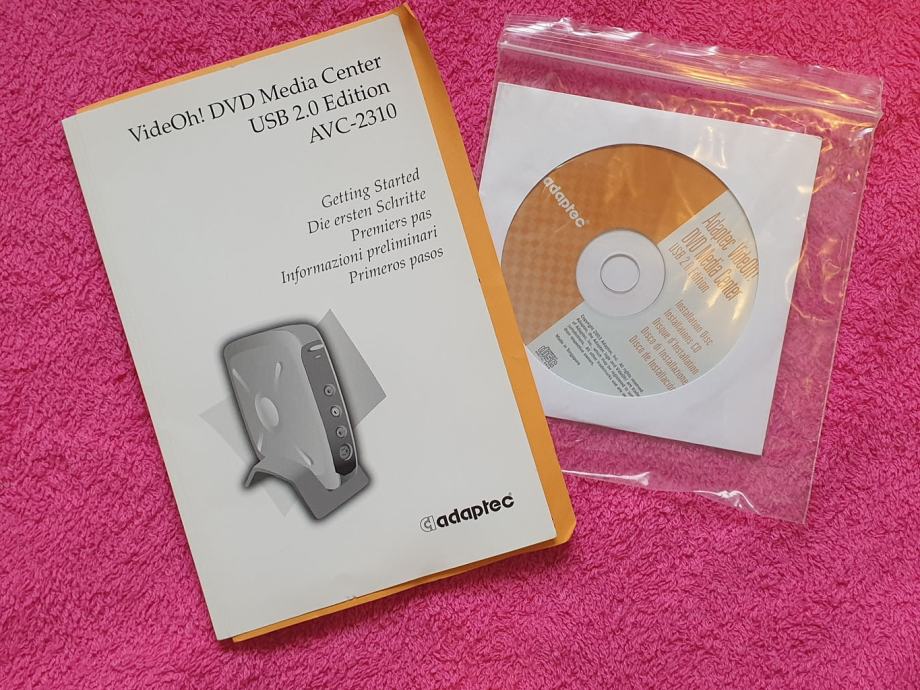 VideOh! DVD Media Center
USB 2.0 Edition
AVC-2310
Getting Started
Die ersten Schritte
Premiers pas
Informazioni preliminari
Primeros pasos
adaptec
adaptec
Adaptec VideOh!
DVD Media Center
USB 2.0 Edition
Installation Disc
Installations CD
Disque d'Installation
Disco di Installazione
Disco de Instalación